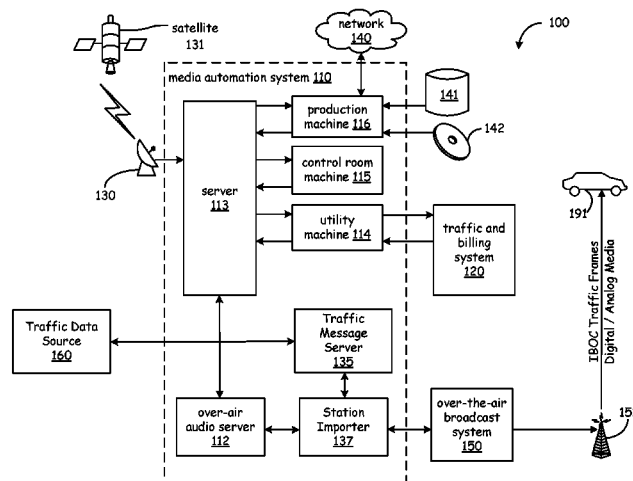 satellite
131
network
140
100
media automation system 110
production
machine 116
141
142
130
server
113
control room
machine 115
utility
machine 114
traffic and
billing system
120
191
IBOC Traffic Frames
Digital / Analog Media
Traffic Data
Source
160
Traffic
Message Server
135
over-air
audio server
112
Station
Importer
137
over-the-air
broadcast
system
150